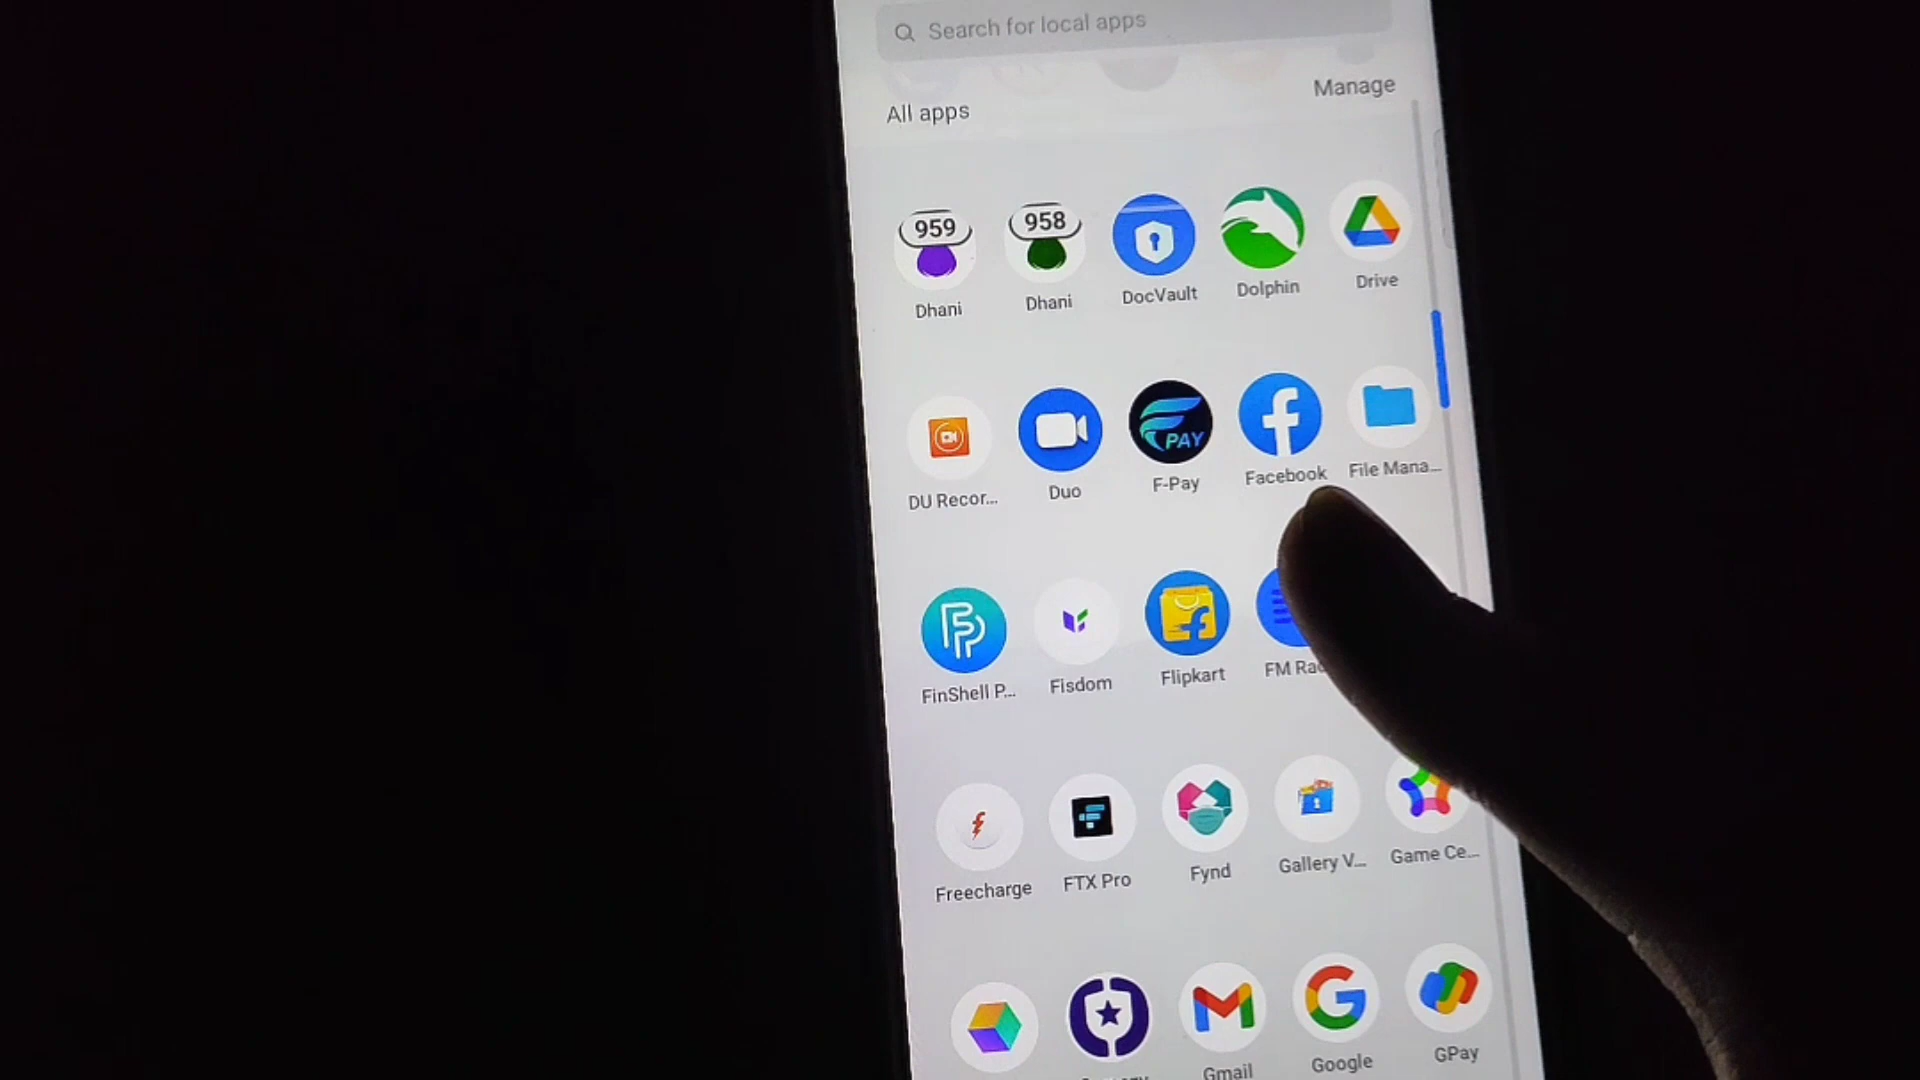 Search for local apps
All apps
Manage
959
958
Dhani
Dhani
DocVault
Dolphin
Drive
PAY
DU Recor...
Duo
F-Pay
Facebook
File Mana...
FinShell P...
Fisdom
Flipkart
FM Rad
Freecharge
FTX Pro
Fynd
Gallery V...
Game Ce...
Gmail
Google
GPay